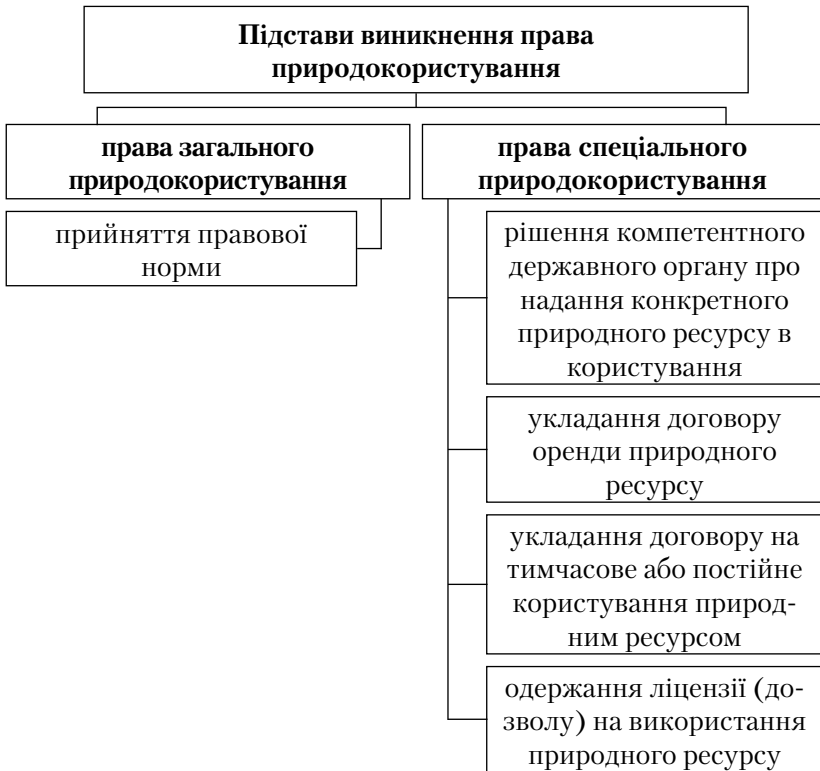 Підстави виникнення права
природокористування
права загального
природокористування
прийняття правової
норми
права спеціального
природокористування
рішення компетентного
державного органу про
надання конкретного
природного ресурсу в
користування
укладання договору
оренди природного
ресурсу
укладання договору на
тимчасове або постійне
користування природ-
ним ресурсом
одержання ліцензії (до-
зволу) на використання
природного ресурсу